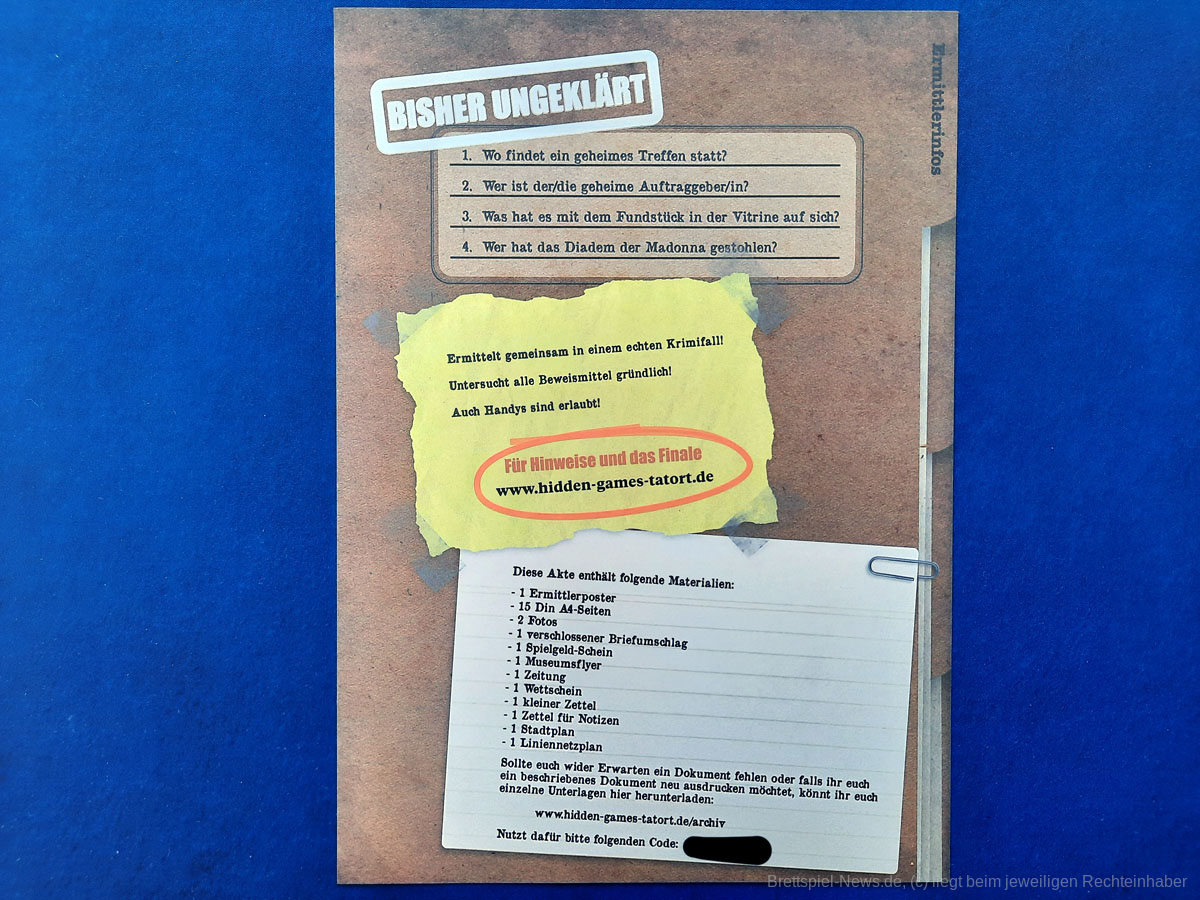 Ermittlerinfos
BISHER UNGEKLÄRT
1. Wo findet ein geheimes Treffen statt?
2. Wer ist der/die geheime Auftraggeber/in?
3. Was hat es mit dem Fundstück in der Vitrine auf sich?
4. Wer hat das Diadem der Madonna gestohlen?
Ermittelt gemeinsam in einem echten Krimifall!
Untersucht alle Beweismittel gründlich!
Auch Handys sind erlaubt!
Für Hinweise und das Finale
www.hidden-games-tatort.de
Diese Akte enthält folgende Materialien:
- 1 Ermittlerposter
- 15 Din A4-Seiten
- 2 Fotos
- 1 verschlossener Briefumschlag
- 1 Spielgeld-Schein
- 1 Museumsflyer
- 1 Zeitung
- 1 Wettschein
- 1 kleiner Zettel
- 1 Zettel für Notizen
- 1 Stadtplan
- 1 Liniennetzplan
Sollte euch wider Erwarten ein Dokument fehlen oder falls ihr euch
ein beschriebenes Dokument neu ausdrucken möchtet, könnt ihr euch
einzelne Unterlagen hier herunterladen:
www.hidden-games-tatort.de/archiv
Nutzt dafür bitte folgenden Code:
Brettspiel-News.de, (c) liegt beim jeweiligen Rechteinhaber